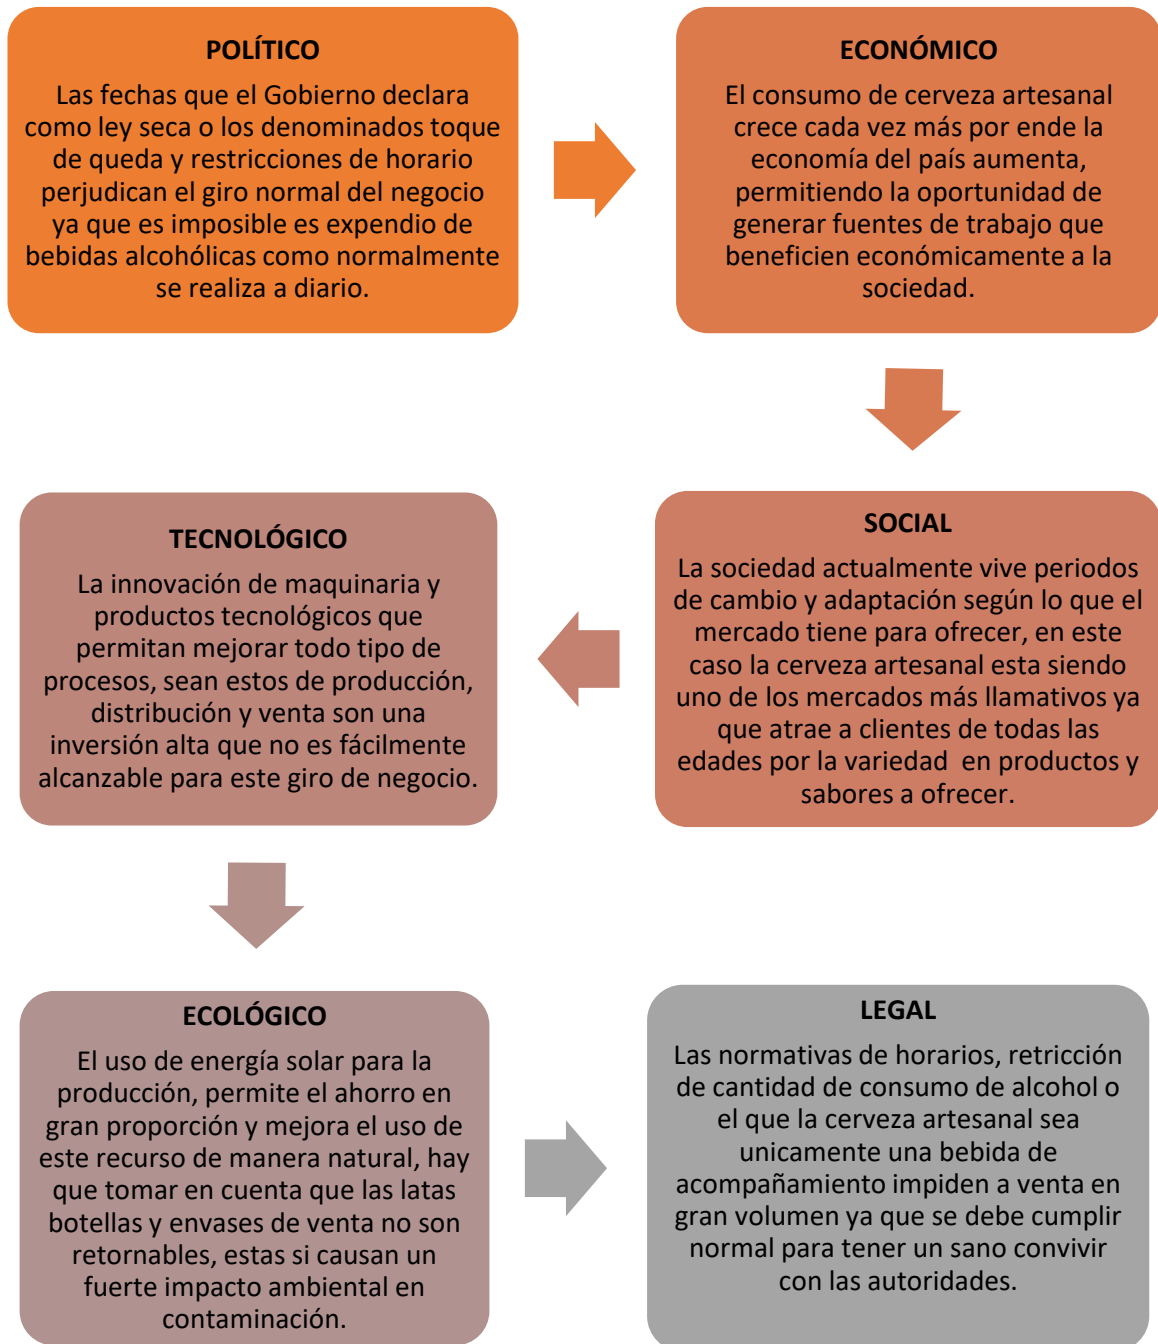 POLÍTICO
Las fechas que el Gobierno declara
como ley seca o los denominados toque
de queda y restricciones de horario
perjudican el giro normal del negocio
ya que es imposible es expendio de
bebidas alcohólicas como normalmente
se realiza a diario.
ECONÓMICO
El consumo de cerveza artesanal
crece cada vez más por ende la
economía del país aumenta,
permitiendo la oportunidad de
generar fuentes de trabajo que
beneficien económicamente a la
sociedad.
SOCIAL
La sociedad actualmente vive periodos
de cambio y adaptación según lo que el
mercado tiene para ofrecer, en este
caso la cerveza artesanal esta siendo
uno de los mercados más llamativos ya
que atrae a clientes de todas las
edades por la variedad  en productos y
sabores a ofrecer.
TECNOLÓGICO
La innovación de maquinaria y
productos tecnológicos que
permitan mejorar todo tipo de
procesos, sean estos de producción,
distribución y venta son una
inversión alta que no es fácilmente
alcanzable para este giro de negocio.
ECOLÓGICO
El uso de energía solar para la
producción, permite el ahorro en
gran proporción y mejora el uso de
este recurso de manera natural, hay
que tomar en cuenta que las latas
botellas y envases de venta no son
retornables, estas si causan un
fuerte impacto ambiental en
contaminación.
LEGAL
Las normativas de horarios, retricción
de cantidad de consumo de alcohol o
el que la cerveza artesanal sea
unicamente una bebida de
acompañamiento impiden a venta en
gran volumen ya que se debe cumplir
normal para tener un sano convivir
con las autoridades.